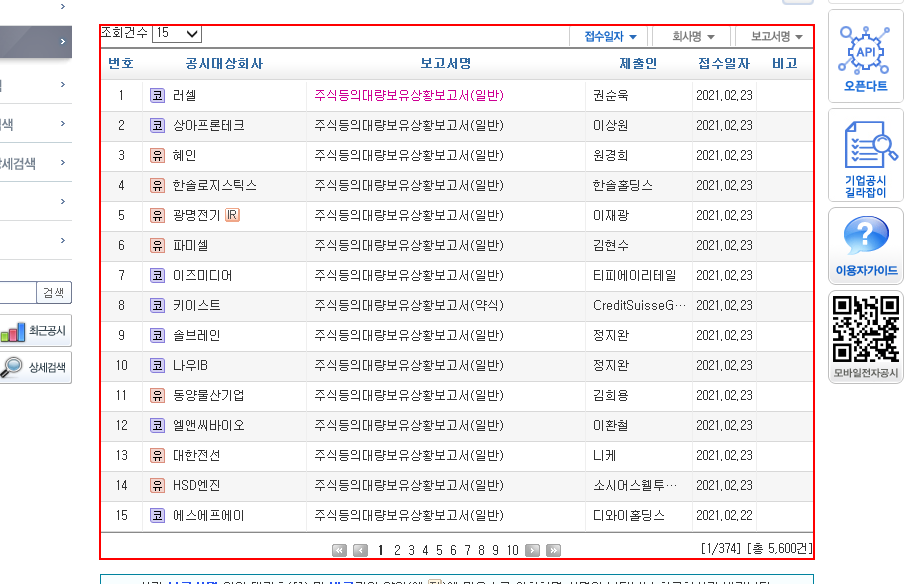 조회건수 15 접수일자 회사명 보고서명
번호 공시대상회사 보고서명 제출인 접수일자 비고
1 코 러셀 주식등의대량보유상황보고서(일반) 권순욱 2021.02.23
2 코 상아프론테크 주식등의대량보유상황보고서(일반) 이상원 2021.02.23
3 유 혜인 주식등의대량보유상황보고서(일반) 원경희 2021.02.23
4 유 한솔로지스틱스 주식등의대량보유상황보고서(일반) 한솔홀딩스 2021.02.23
5 유 광명전기 IR 주식등의대량보유상황보고서(일반) 이재광 2021.02.23
6 유 파미셀 주식등의대량보유상황보고서(일반) 김현수 2021.02.23
7 코 이즈미디어 주식등의대량보유상황보고서(일반) 티피에이리테일 2021.02.23
8 코 키이스트 주식등의대량보유상황보고서(약식) CreditSuisseG… 2021.02.23
9 코 솔브레인 주식등의대량보유상황보고서(일반) 정지완 2021.02.23
10 코 나우IB 주식등의대량보유상황보고서(일반) 정지완 2021.02.23
11 유 동양물산기업 주식등의대량보유상황보고서(일반) 김희용 2021.02.23
12 코 엘앤씨바이오 주식등의대량보유상황보고서(일반) 이환철 2021.02.23
13 유 대한전선 주식등의대량보유상황보고서(일반) 니케 2021.02.23
14 유 HSD엔진 주식등의대량보유상황보고서(일반) 소시어스웰투… 2021.02.23
15 코 에스에프에이 주식등의대량보유상황보고서(일반) 디와이홀딩스 2021.02.22
1 2 3 4 5 6 7 8 9 10 [1/374] [총 5,600건]
검색
상세검색
검색
최근공시
상세검색
API
오픈다트
기업공시
길라잡이
이용자가이드
모바일전자공시